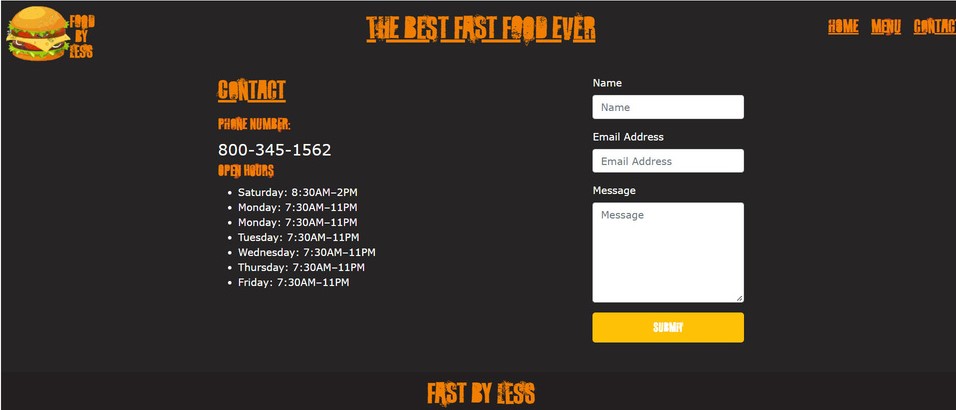 FOOD
BY
LESS
THE BEST FAST FOOD EVER
HOME MENU CONTACT
CONTACT
PHONE NUMBER:
800-345-1562
OPEN HOURS
Saturday: 8:30AM–2PM
Monday: 7:30AM–11PM
Monday: 7:30AM–11PM
Tuesday: 7:30AM–11PM
Wednesday: 7:30AM–11PM
Thursday: 7:30AM–11PM
Friday: 7:30AM–11PM
Name
Name
Email Address
Email Address
Message
Message
SUBMIT
FAST BY LESS